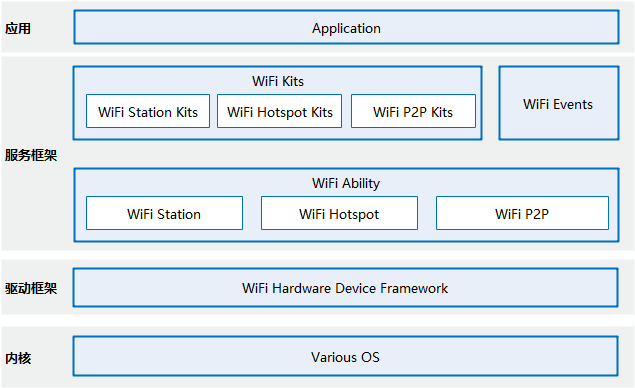 应用
Application
服务框架
WiFi Kits
WiFi Station Kits
WiFi Hotspot Kits
WiFi P2P Kits
WiFi Events
WiFi Ability
WiFi Station
WiFi Hotspot
WiFi P2P
驱动框架
WiFi Hardware Device Framework
内核
Various OS